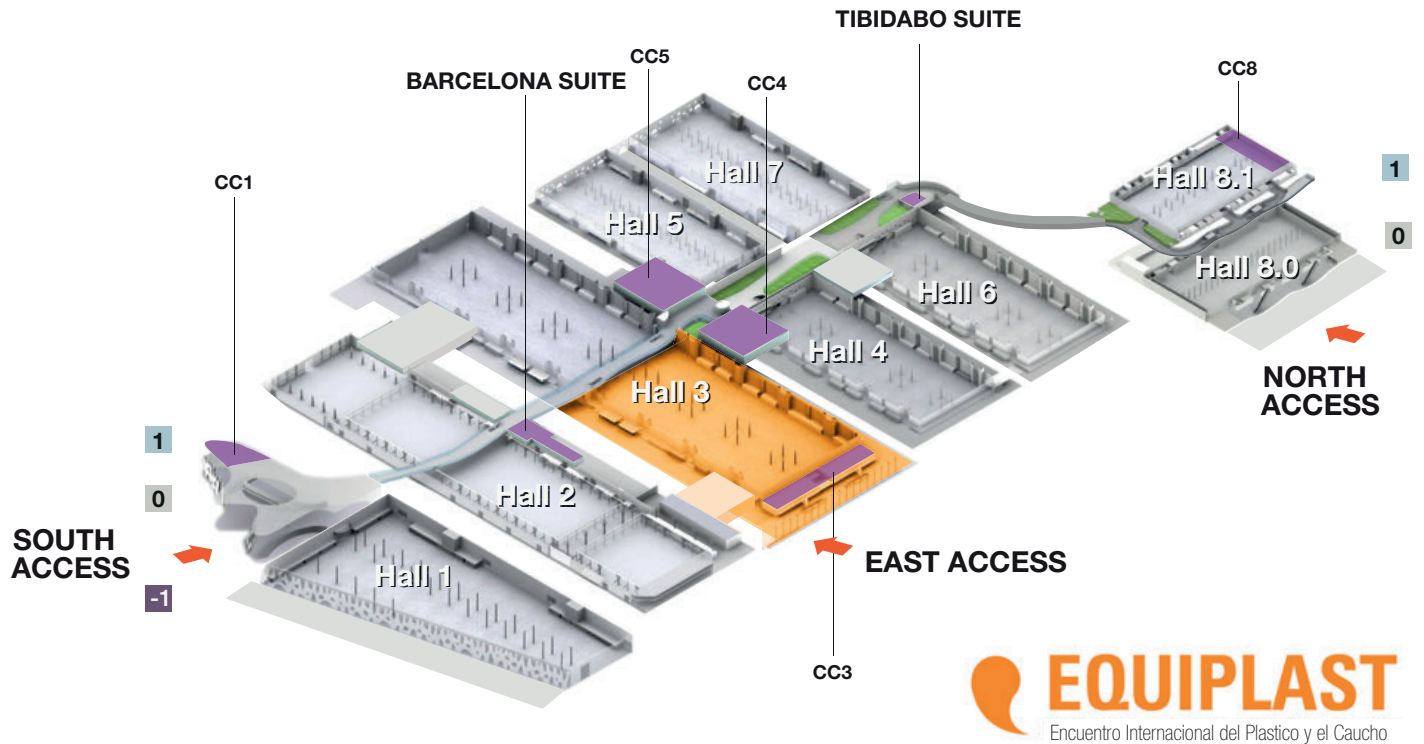 TIBIDABO SUITE
CC5
BARCELONA SUITE
CC4
CC8
CC1
Hall 7
Hall 8.1
1
Hall 5
0
Hall 8.0
Hall 6
Hall 4
NORTH
ACCESS
Hall 3
1
0
Hall 2
SOUTH
ACCESS
EAST ACCESS
Hall 1
-1
CC3
EQUIPLAST
Encuentro Internacional del Plastico y el Caucho